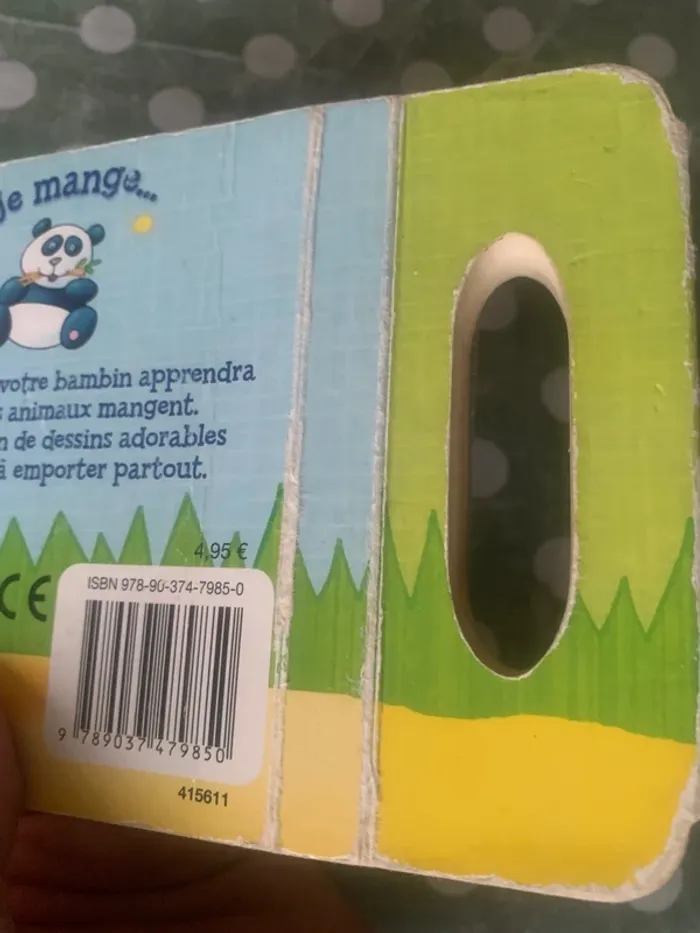 je mange...
votre bambin apprendra
animaux mangent.
de dessins adorables
à emporter partout.
4,95 €
CE
ISBN 978-90-374-7985-0
9 789037 479850
415611